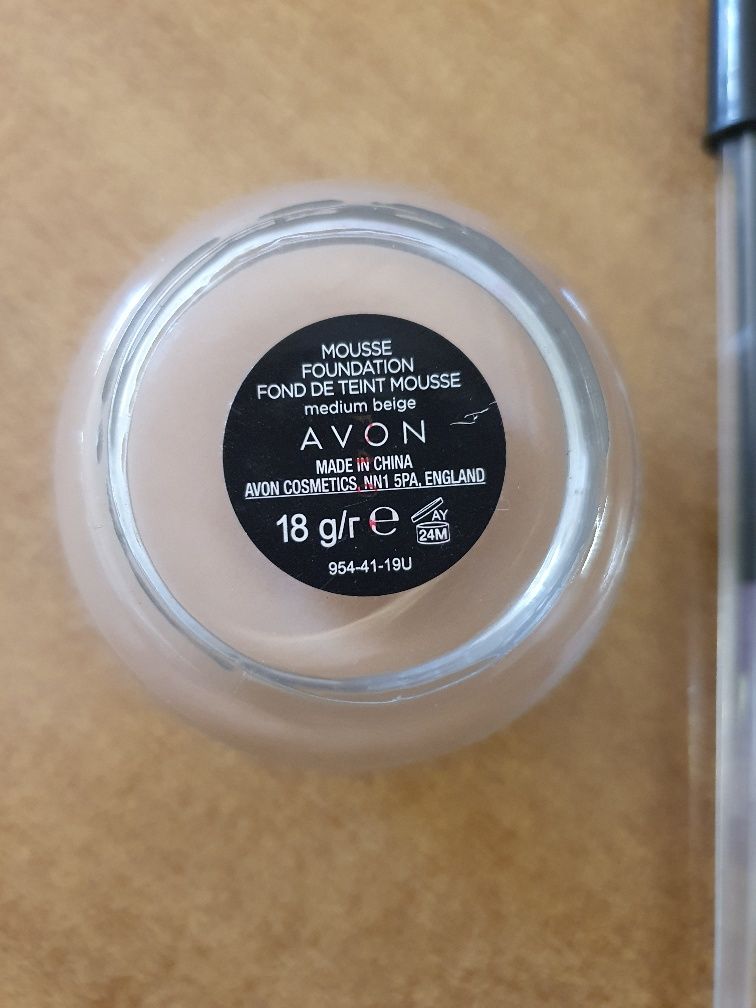 MOUSSE
FOUNDATION
FOND DE TEINT MOUSSE
medium beige
AVON
MADE IN CHINA
AVON COSMETICS, NN1 5PA, ENGLAND
18 g/r ℮
AY
24M
954-41-19U